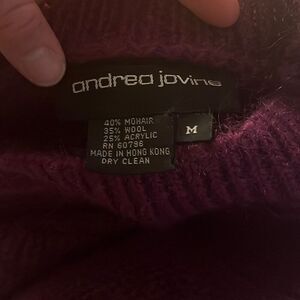 andrea jovine
40% MOHAIR
35% WOOL
25% ACRYLIC
RN 60796
MADE IN HONG KONG
DRY CLEAN
M